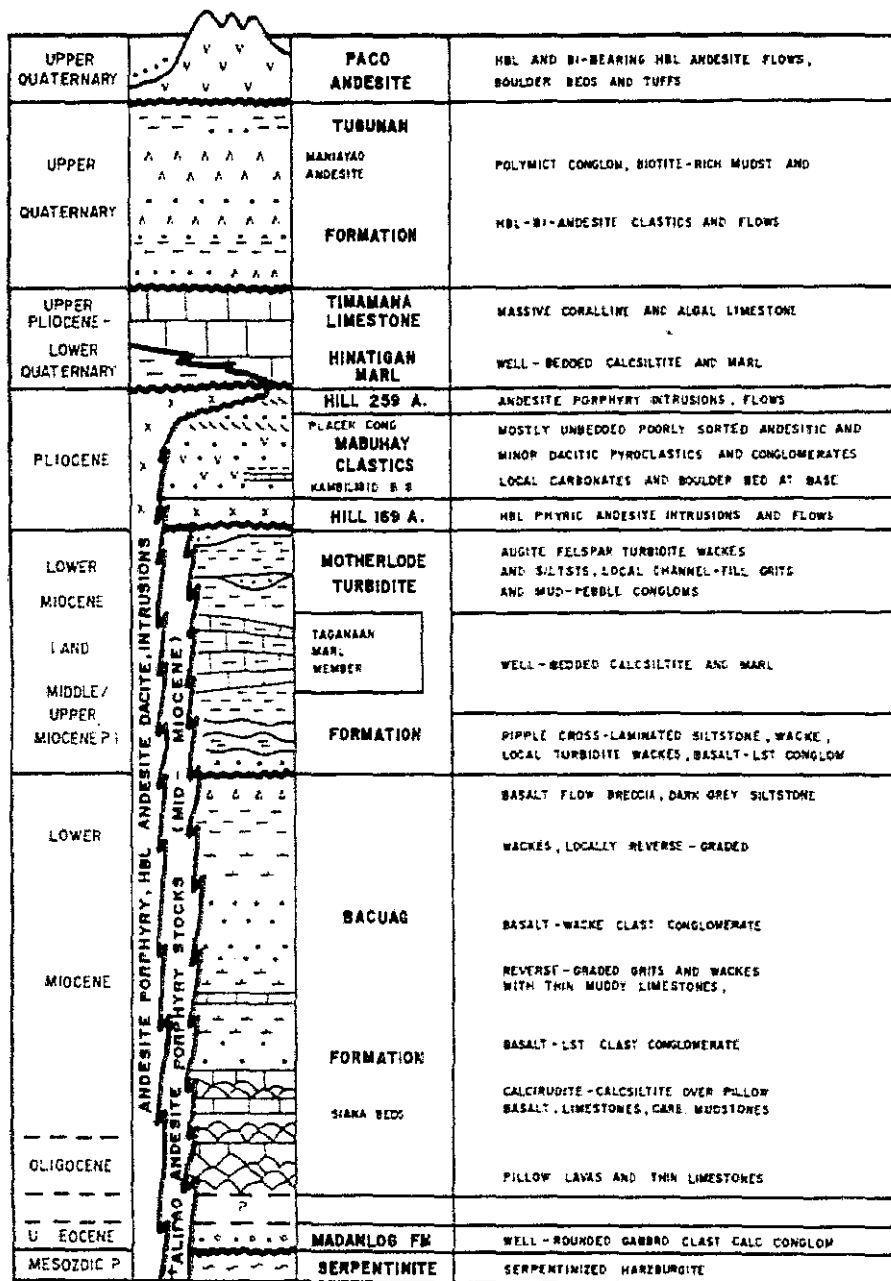 UPPER
QUATERNARY
PACO
ANDESITE
HBL AND BI-BEARING HBL ANDESITE FLOWS,
BOULDER BEDS AND TUFFS
UPPER
QUATERNARY
TUBUNAN
MANIAYAO
ANDESITE
FORMATION
POLYMICT CONGLOM, BIOTITE-RICH MUDST AND
HBL-BI-ANDESITE CLASTICS AND FLOWS
UPPER
PLIOCENE-
LOWER
QUATERNARY
TIMAMANA
LIMESTONE
HINATIGAN
MARL
MASSIVE CORALLINE AND ALGAL LIMESTONE
WELL-BEDDED CALCSILTITE AND MARL
PLIOCENE
HILL 259 A.
ANDESITE PORPHYRY INTRUSIONS, FLOWS
PLACER CONG
MABUHAY
CLASTICS
MOSTLY UNBEDDED POORLY SORTED ANDESITIC AND
MINOR DACITIC PYROCLASTICS AND CONGLOMERATES
LOCAL CARBONATES AND BOULDER BED AT BASE
HILL 169 A.
HBL PHYRIC ANDESITE INTRUSIONS AND FLOWS
LOWER
MIOCENE
(AND
MIDDLE/
UPPER
MIOCENE?)
MOTHERLODE
TURBIDITE
TAGANAAN
MARL
MEMBER
FORMATION
AUGITE FELSPAR TURBIDITE WACKES
AND SILTSTS, LOCAL CHANNEL-FILL GRITS
AND MUD-PEBBLE CONGLOMS
WELL-BEDDED CALCSILTITE AND MARL
RIPPLE CROSS-LAMINATED SILTSTONE, WACKE,
LOCAL TURBIDITE WACKES, BASALT-LST CONGLOM
ANDESITE PORPHYRY, HBL ANDESITE DACITE, INTRUSIONS
ALIPAO ANDESITE PORPHYRY STOCKS (MID-MIOCENE)
LOWER
MIOCENE
BACUAG
FORMATION
SIANA BEDS
BASALT FLOW BRECCIA, DARK GREY SILTSTONE
WACKES, LOCALLY REVERSE-GRADED
BASALT-WACKE CLAST CONGLOMERATE
REVERSE-GRADED GRITS AND WACKES
WITH THIN MUDDY LIMESTONES,
BASALT-LST CLAST CONGLOMERATE
CALCIRUDITE-CALCSILTITE OVER PILLOW
BASALT, LIMESTONES, CARB. MUDSTONES
OLIGOCENE
PILLOW LAVAS AND THIN LIMESTONES
?
U EOCENE
MADANLOG FM
WELL-ROUNDED GABBRO CLAST CALC CONGLOM
MESOZOIC ?
SERPENTINITE
SERPENTINIZED HARZBURGITE